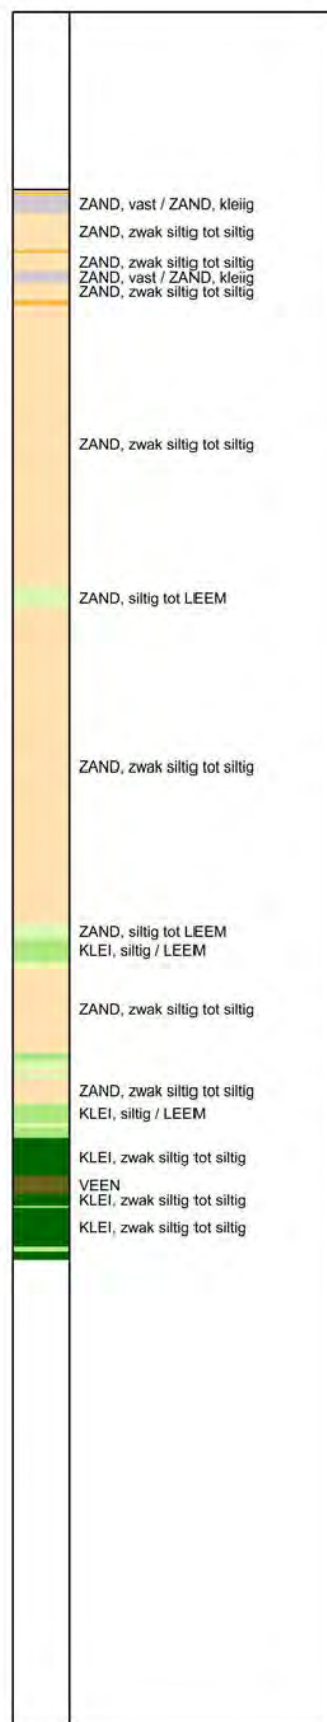 ZAND, vast / ZAND, kleiig
ZAND, zwak siltig tot siltig
ZAND, zwak siltig tot siltig
ZAND, vast / ZAND, kleiig
ZAND, zwak siltig tot siltig
ZAND, zwak siltig tot siltig
ZAND, siltig tot LEEM
ZAND, zwak siltig tot siltig
ZAND, siltig tot LEEM
KLEI, siltig / LEEM
ZAND, zwak siltig tot siltig
ZAND, zwak siltig tot siltig
KLEI, siltig / LEEM
KLEI, zwak siltig tot siltig
VEEN
KLEI, zwak siltig tot siltig
KLEI, zwak siltig tot siltig